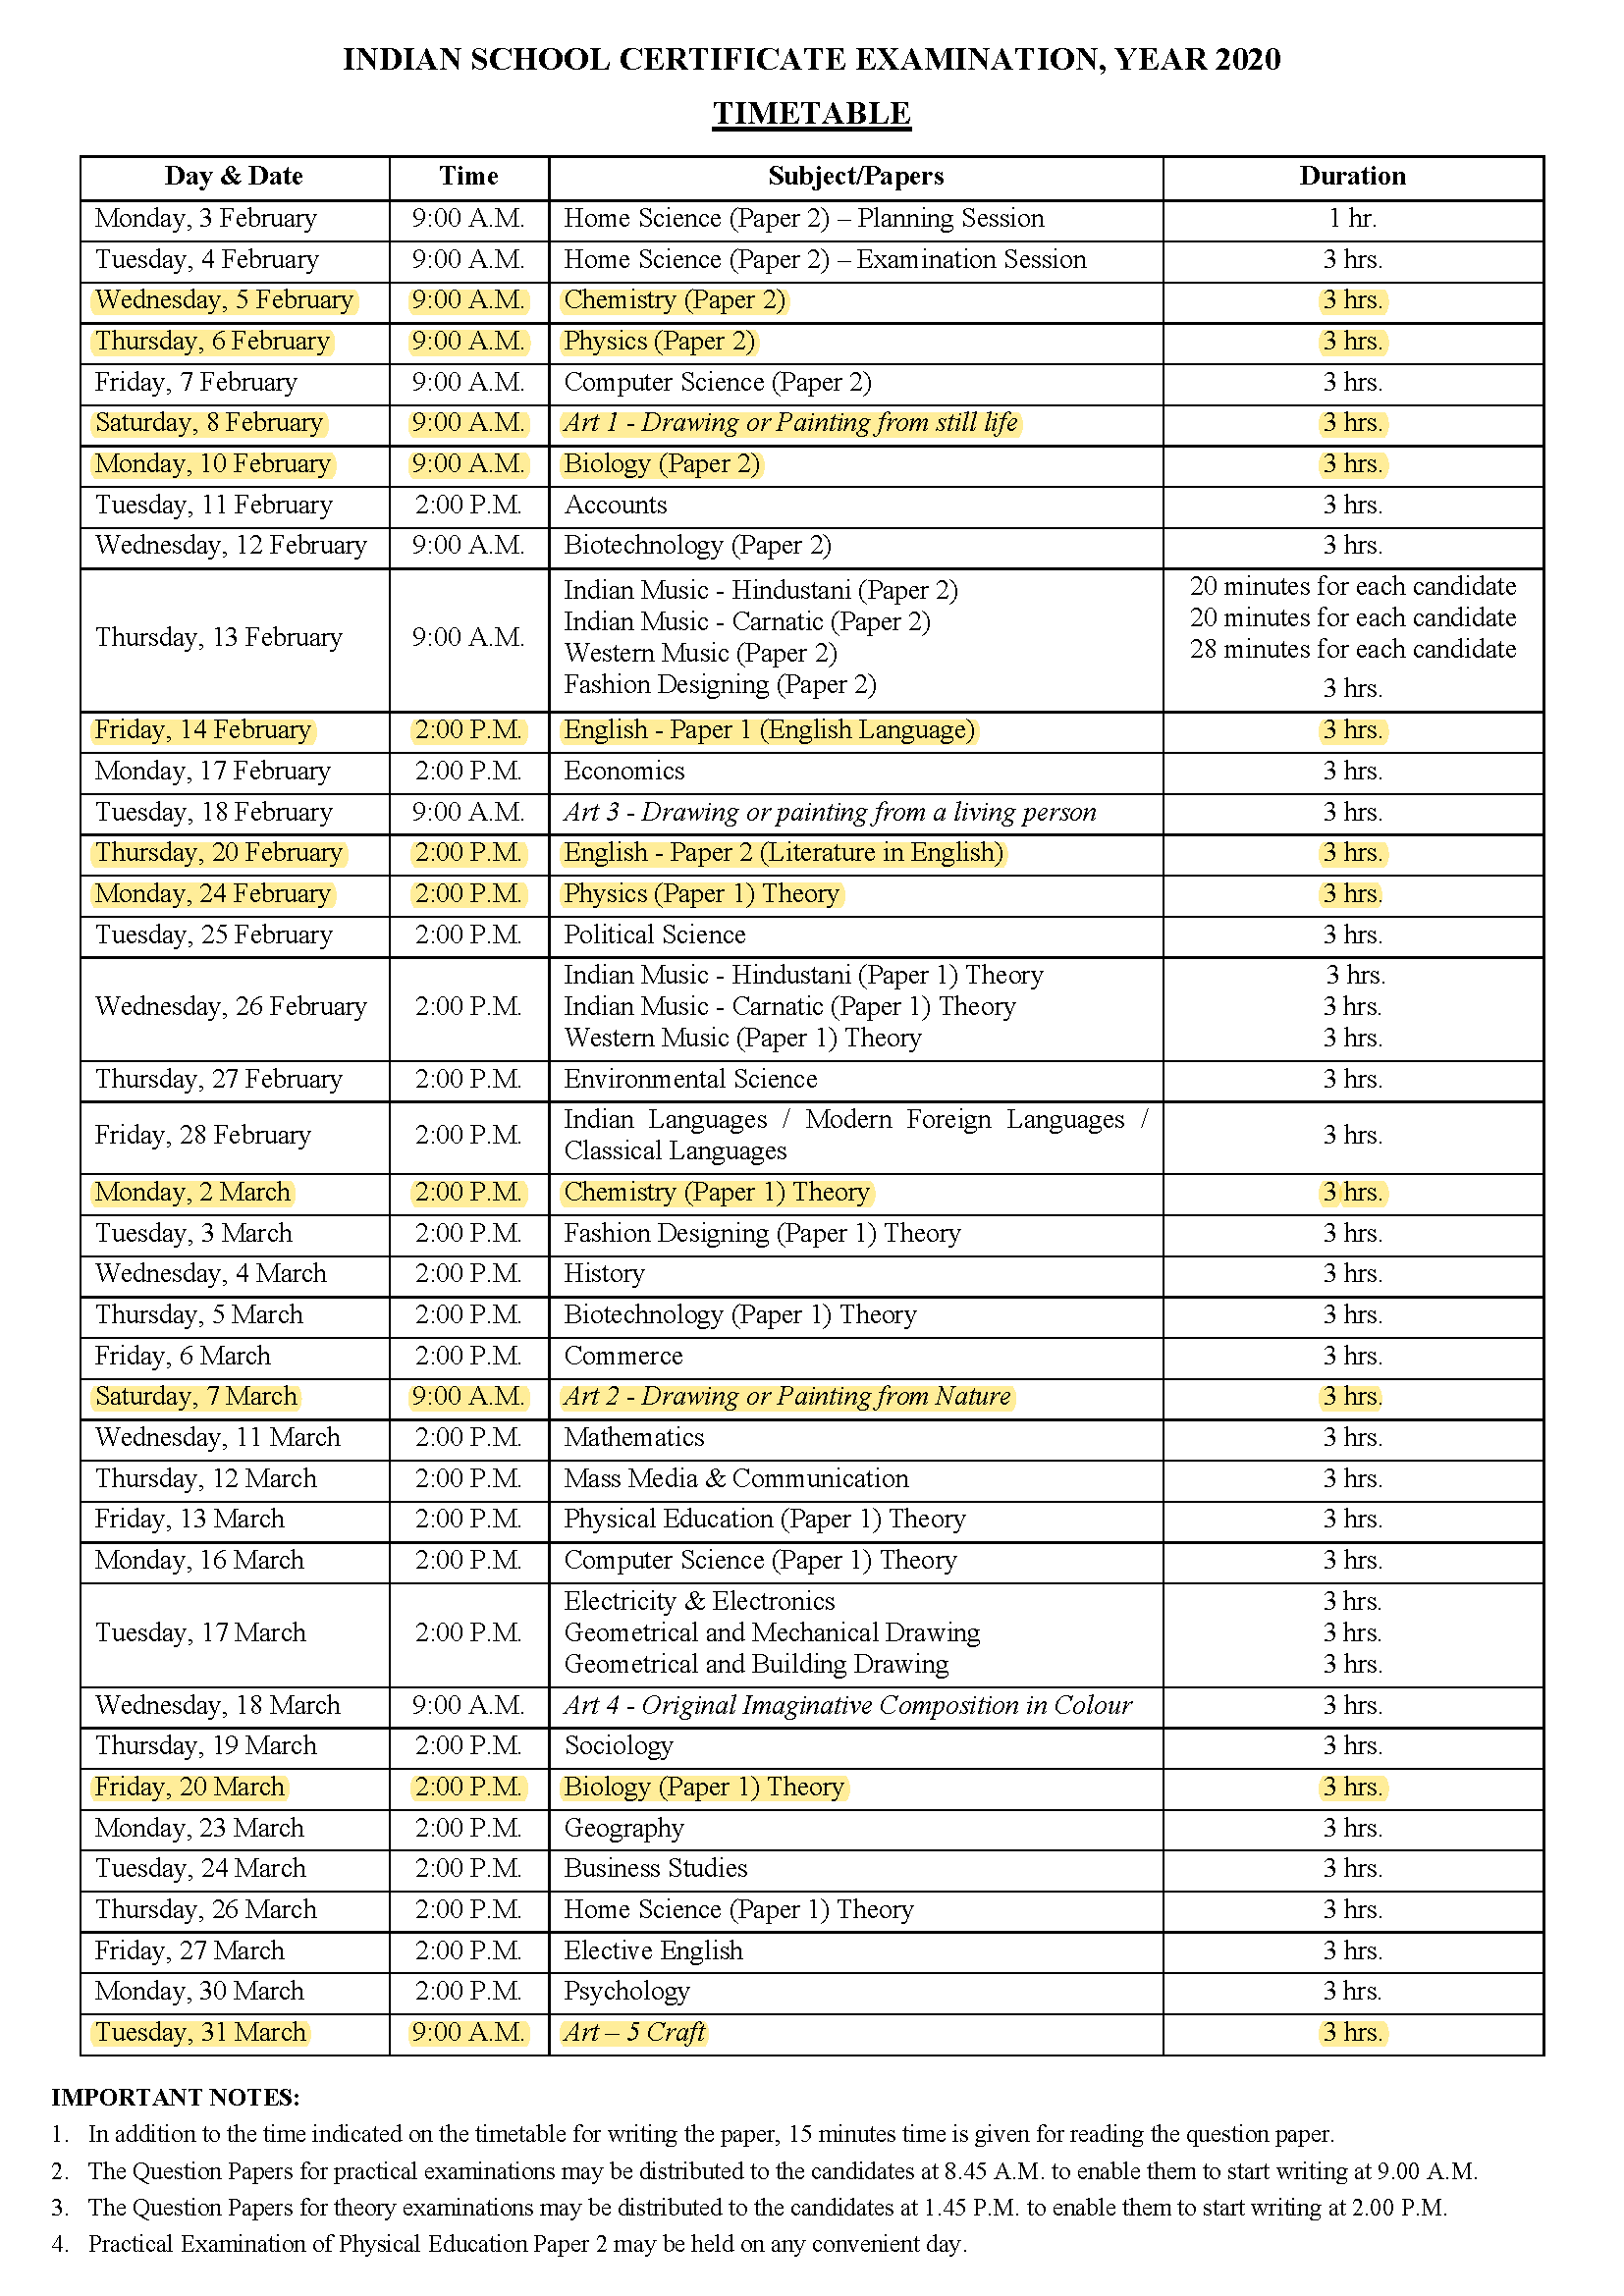 INDIAN SCHOOL CERTIFICATE EXAMINATION, YEAR 2020
TIMETABLE
Day & Date Time Subject/Papers Duration
Monday, 3 February 9:00 A.M. Home Science (Paper 2) – Planning Session 1 hr.
Tuesday, 4 February 9:00 A.M. Home Science (Paper 2) – Examination Session 3 hrs.
Wednesday, 5 February 9:00 A.M. Chemistry (Paper 2) 3 hrs.
Thursday, 6 February 9:00 A.M. Physics (Paper 2) 3 hrs.
Friday, 7 February 9:00 A.M. Computer Science (Paper 2) 3 hrs.
Saturday, 8 February 9:00 A.M. Art 1 - Drawing or Painting from still life 3 hrs.
Monday, 10 February 9:00 A.M. Biology (Paper 2) 3 hrs.
Tuesday, 11 February 2:00 P.M. Accounts 3 hrs.
Wednesday, 12 February 9:00 A.M. Biotechnology (Paper 2) 3 hrs.
Thursday, 13 February 9:00 A.M. Indian Music - Hindustani (Paper 2) 20 minutes for each candidate
Indian Music - Carnatic (Paper 2) 20 minutes for each candidate
Western Music (Paper 2) 28 minutes for each candidate
Fashion Designing (Paper 2) 3 hrs.
Friday, 14 February 2:00 P.M. English - Paper 1 (English Language) 3 hrs.
Monday, 17 February 2:00 P.M. Economics 3 hrs.
Tuesday, 18 February 9:00 A.M. Art 3 - Drawing or painting from a living person 3 hrs.
Thursday, 20 February 2:00 P.M. English - Paper 2 (Literature in English) 3 hrs.
Monday, 24 February 2:00 P.M. Physics (Paper 1) Theory 3 hrs.
Tuesday, 25 February 2:00 P.M. Political Science 3 hrs.
Wednesday, 26 February 2:00 P.M. Indian Music - Hindustani (Paper 1) Theory 3 hrs.
Indian Music - Carnatic (Paper 1) Theory 3 hrs.
Western Music (Paper 1) Theory 3 hrs.
Thursday, 27 February 2:00 P.M. Environmental Science 3 hrs.
Friday, 28 February 2:00 P.M. Indian Languages / Modern Foreign Languages / 3 hrs.
Classical Languages
Monday, 2 March 2:00 P.M. Chemistry (Paper 1) Theory 3 hrs.
Tuesday, 3 March 2:00 P.M. Fashion Designing (Paper 1) Theory 3 hrs.
Wednesday, 4 March 2:00 P.M. History 3 hrs.
Thursday, 5 March 2:00 P.M. Biotechnology (Paper 1) Theory 3 hrs.
Friday, 6 March 2:00 P.M. Commerce 3 hrs.
Saturday, 7 March 9:00 A.M. Art 2 - Drawing or Painting from Nature 3 hrs.
Wednesday, 11 March 2:00 P.M. Mathematics 3 hrs.
Thursday, 12 March 2:00 P.M. Mass Media & Communication 3 hrs.
Friday, 13 March 2:00 P.M. Physical Education (Paper 1) Theory 3 hrs.
Monday, 16 March 2:00 P.M. Computer Science (Paper 1) Theory 3 hrs.
Tuesday, 17 March 2:00 P.M. Electricity & Electronics 3 hrs.
Geometrical and Mechanical Drawing 3 hrs.
Geometrical and Building Drawing 3 hrs.
Wednesday, 18 March 9:00 A.M. Art 4 - Original Imaginative Composition in Colour 3 hrs.
Thursday, 19 March 2:00 P.M. Sociology 3 hrs.
Friday, 20 March 2:00 P.M. Biology (Paper 1) Theory 3 hrs.
Monday, 23 March 2:00 P.M. Geography 3 hrs.
Tuesday, 24 March 2:00 P.M. Business Studies 3 hrs.
Thursday, 26 March 2:00 P.M. Home Science (Paper 1) Theory 3 hrs.
Friday, 27 March 2:00 P.M. Elective English 3 hrs.
Monday, 30 March 2:00 P.M. Psychology 3 hrs.
Tuesday, 31 March 9:00 A.M. Art – 5 Craft 3 hrs.
IMPORTANT NOTES:
1. In addition to the time indicated on the timetable for writing the paper, 15 minutes time is given for reading the question paper.
2. The Question Papers for practical examinations may be distributed to the candidates at 8.45 A.M. to enable them to start writing at 9.00 A.M.
3. The Question Papers for theory examinations may be distributed to the candidates at 1.45 P.M. to enable them to start writing at 2.00 P.M.
4. Practical Examination of Physical Education Paper 2 may be held on any convenient day.